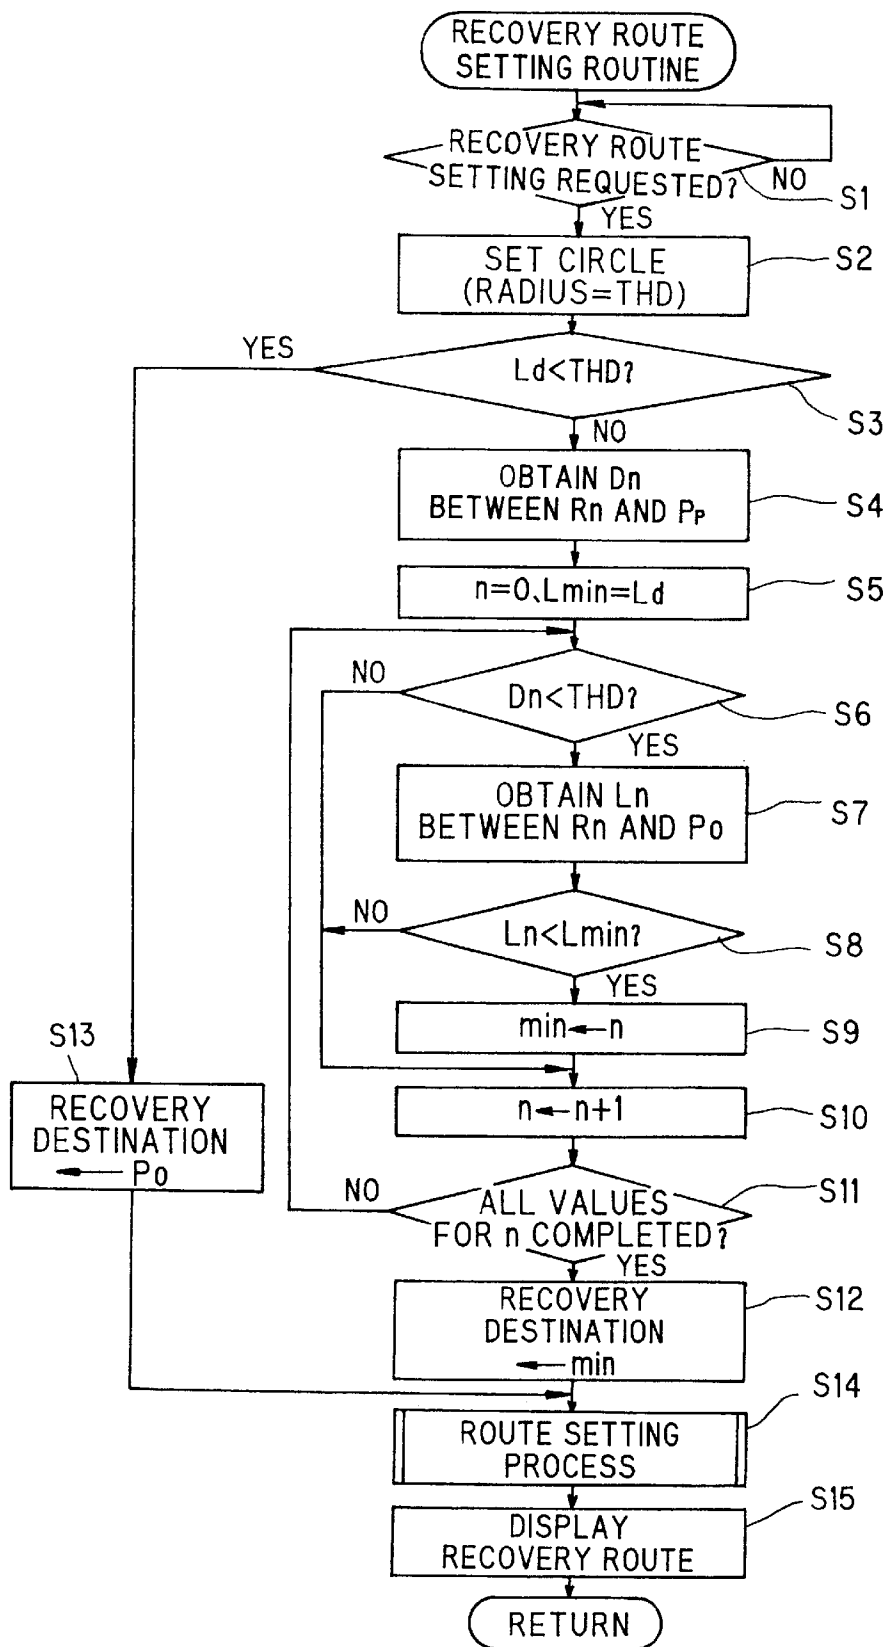 RECOVERY ROUTE
SETTING ROUTINE
RECOVERY ROUTE
SETTING REQUESTED?
NO
S1
YES
SET CIRCLE
(RADIUS=THD)
S2
YES
Ld<THD?
S3
NO
OBTAIN Dn
BETWEEN Rn AND PP
S4
n=0、Lmin=Ld
S5
NO
Dn<THD?
S6
YES
OBTAIN Ln
BETWEEN Rn AND Po
S7
NO
Ln<Lmin?
S8
YES
min←n
S9
S13
RECOVERY
DESTINATION
← Po
n←n+1
S10
NO
ALL VALUES
FOR n COMPLETED?
S11
YES
RECOVERY
DESTINATION
← min
S12
S14
ROUTE SETTING
PROCESS
S15
DISPLAY
RECOVERY ROUTE
RETURN